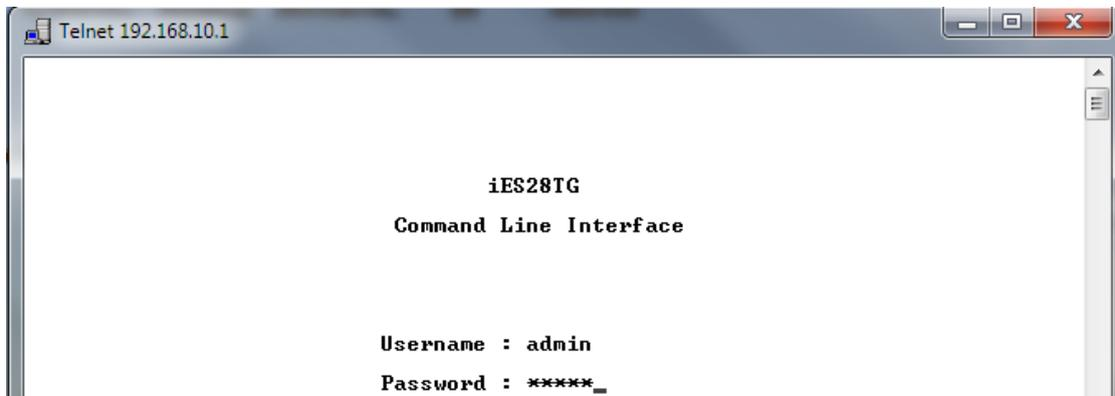 Telnet 192.168.10.1
iES28TG
Command Line Interface
Username : admin
Password : *****_